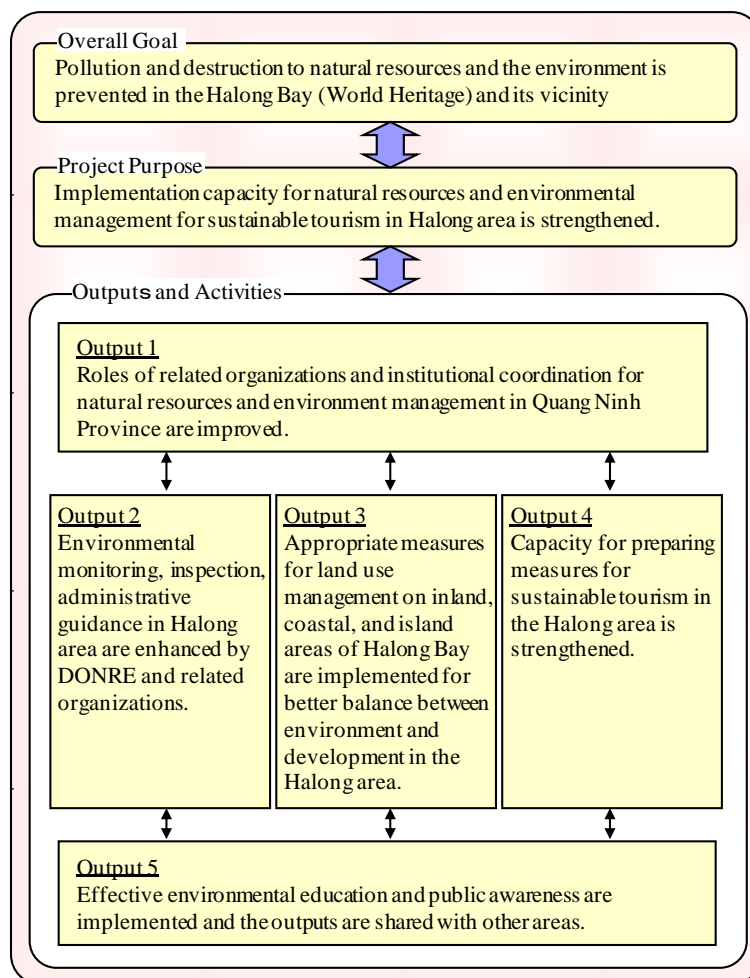 Overall Goal
Pollution and destruction to natural resources and the environment is
prevented in the Halong Bay (World Heritage) and its vicinity
Project Purpose
Implementation capacity for natural resources and environmental
management for sustainable tourism in Halong area is strengthened.
Outputs and Activities
Output 1
Roles of related organizations and institutional coordination for
natural resources and environment management in Quang Ninh
Province are improved.
Output 2
Environmental
monitoring, inspection,
administrative
guidance in Halong
area are enhanced by
DONRE and related
organizations.
Output 3
Appropriate measures
for land use
management on inland,
coastal, and island
areas of Halong Bay
are implemented for
better balance between
environment and
development in the
Halong area.
Output 4
Capacity for preparing
measures for
sustainable tourism in
the Halong area is
strengthened.
Output 5
Effective environmental education and public awareness are
implemented and the outputs are shared with other areas.